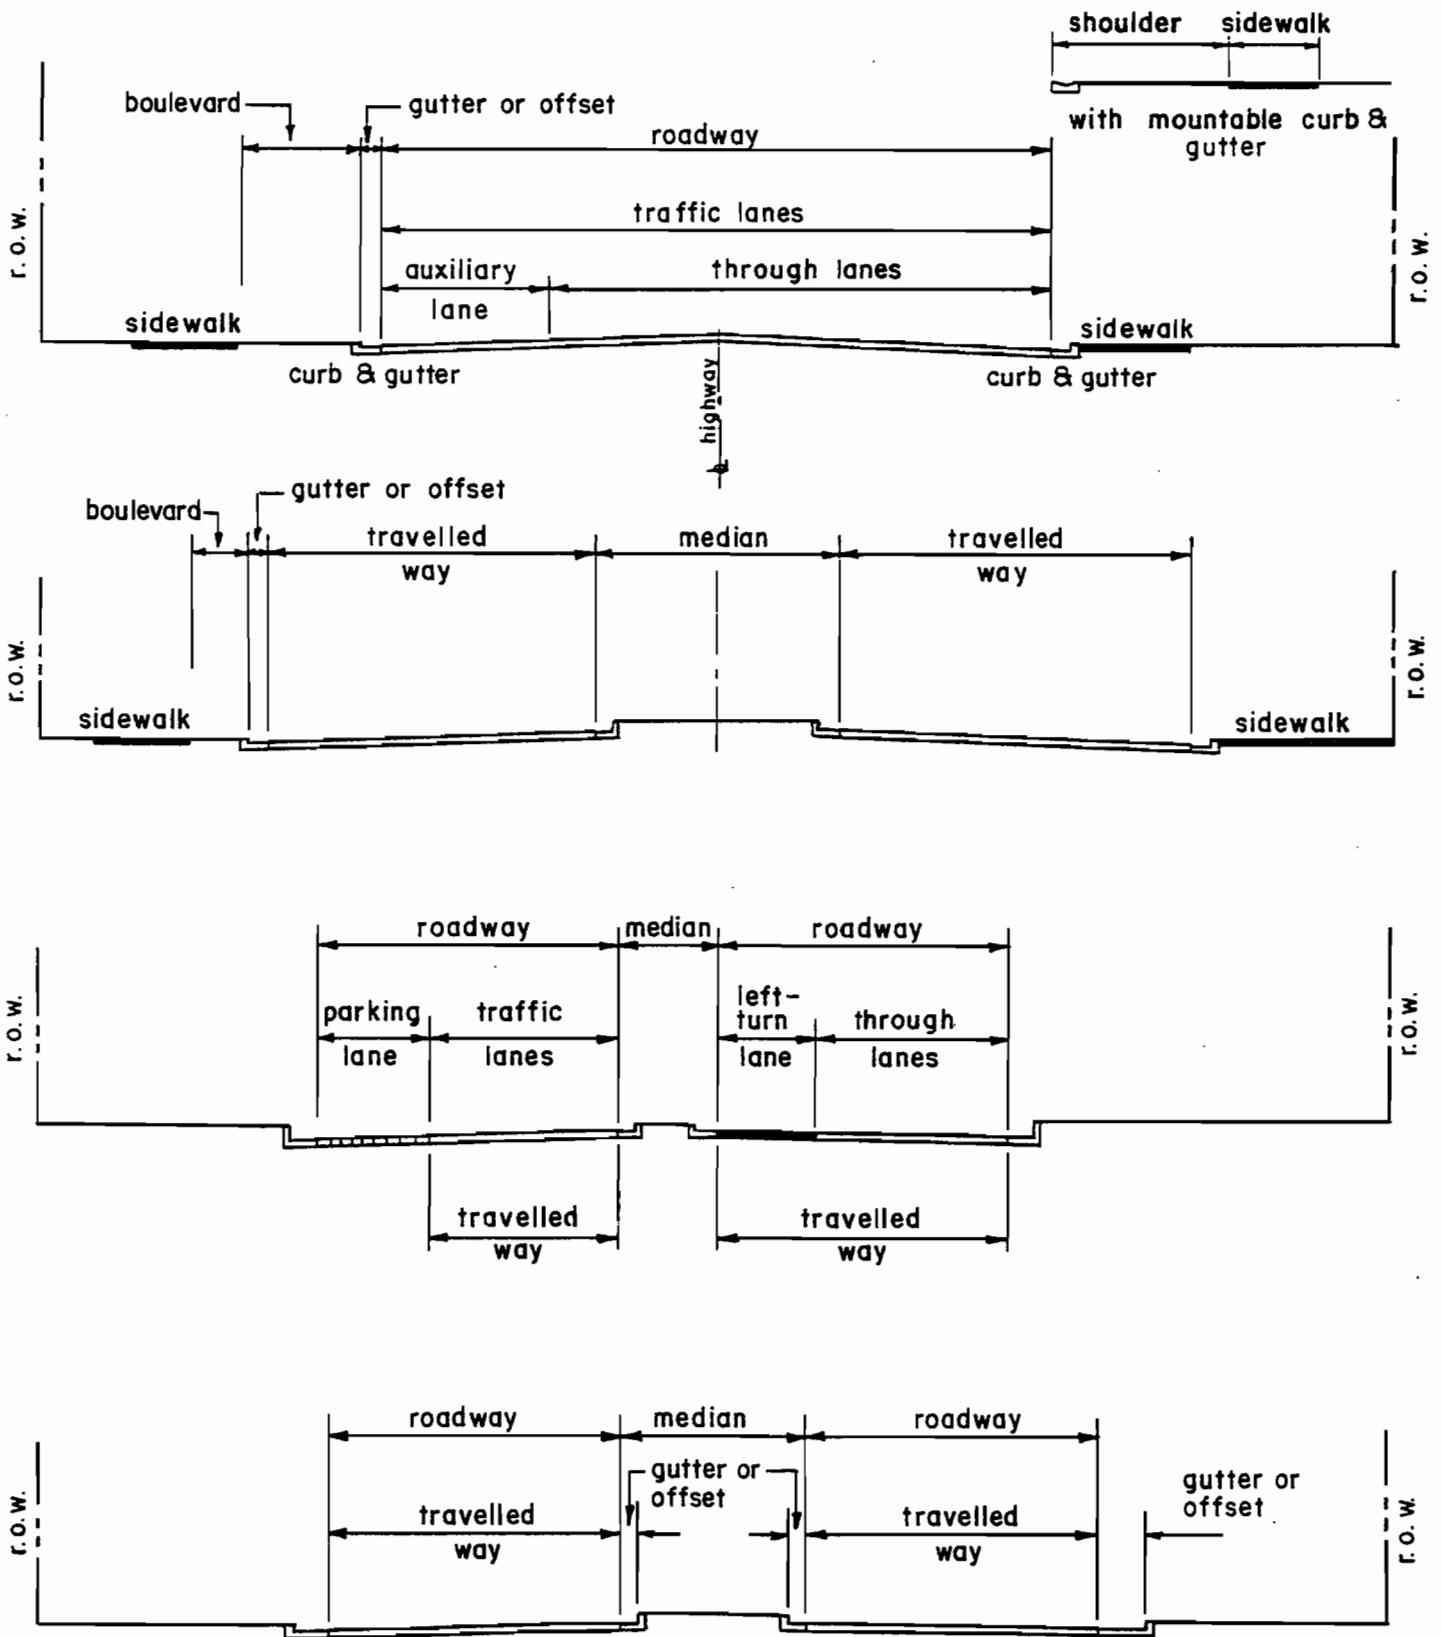 shoulder sidewalk
with mountable curb &
gutter
boulevard
gutter or offset
roadway
traffic lanes
auxiliary
lane
through lanes
r.o.w.
r.o.w.
sidewalk
sidewalk
curb & gutter
curb & gutter
highway
gutter or offset
boulevard
travelled
way
median
travelled
way
r.o.w.
r.o.w.
sidewalk
sidewalk
roadway
median
roadway
parking
lane
traffic
lanes
left-
turn
lane
through
lanes
r.o.w.
r.o.w.
travelled
way
travelled
way
roadway
median
roadway
gutter or
offset
gutter or
offset
travelled
way
travelled
way
r.o.w.
r.o.w.